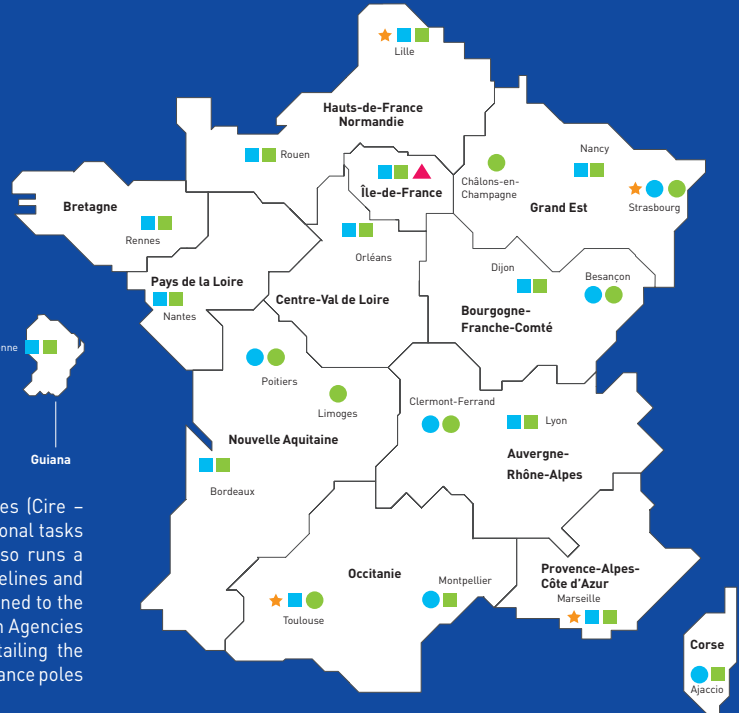 Lille
Hauts-de-France
Normandie
Rouen
Île-de-France
Châlons-en-
Champagne
Nancy
Grand Est
Strasbourg
Bretagne
Rennes
Orléans
Pays de la Loire
Nantes
Centre-Val de Loire
Dijon
Besançon
Bourgogne-
Franche-Comté
nne
Guiana
Poitiers
Limoges
Nouvelle Aquitaine
Bordeaux
Clermont-Ferrand
Lyon
Auvergne-
Rhône-Alpes
es (Cire –
onal tasks
so runs a
elines and
ned to the
n Agencies
tailing the
ance poles
Occitanie
Toulouse
Montpellier
Provence-Alpes-
Côte d’Azur
Marseille
Corse
Ajaccio